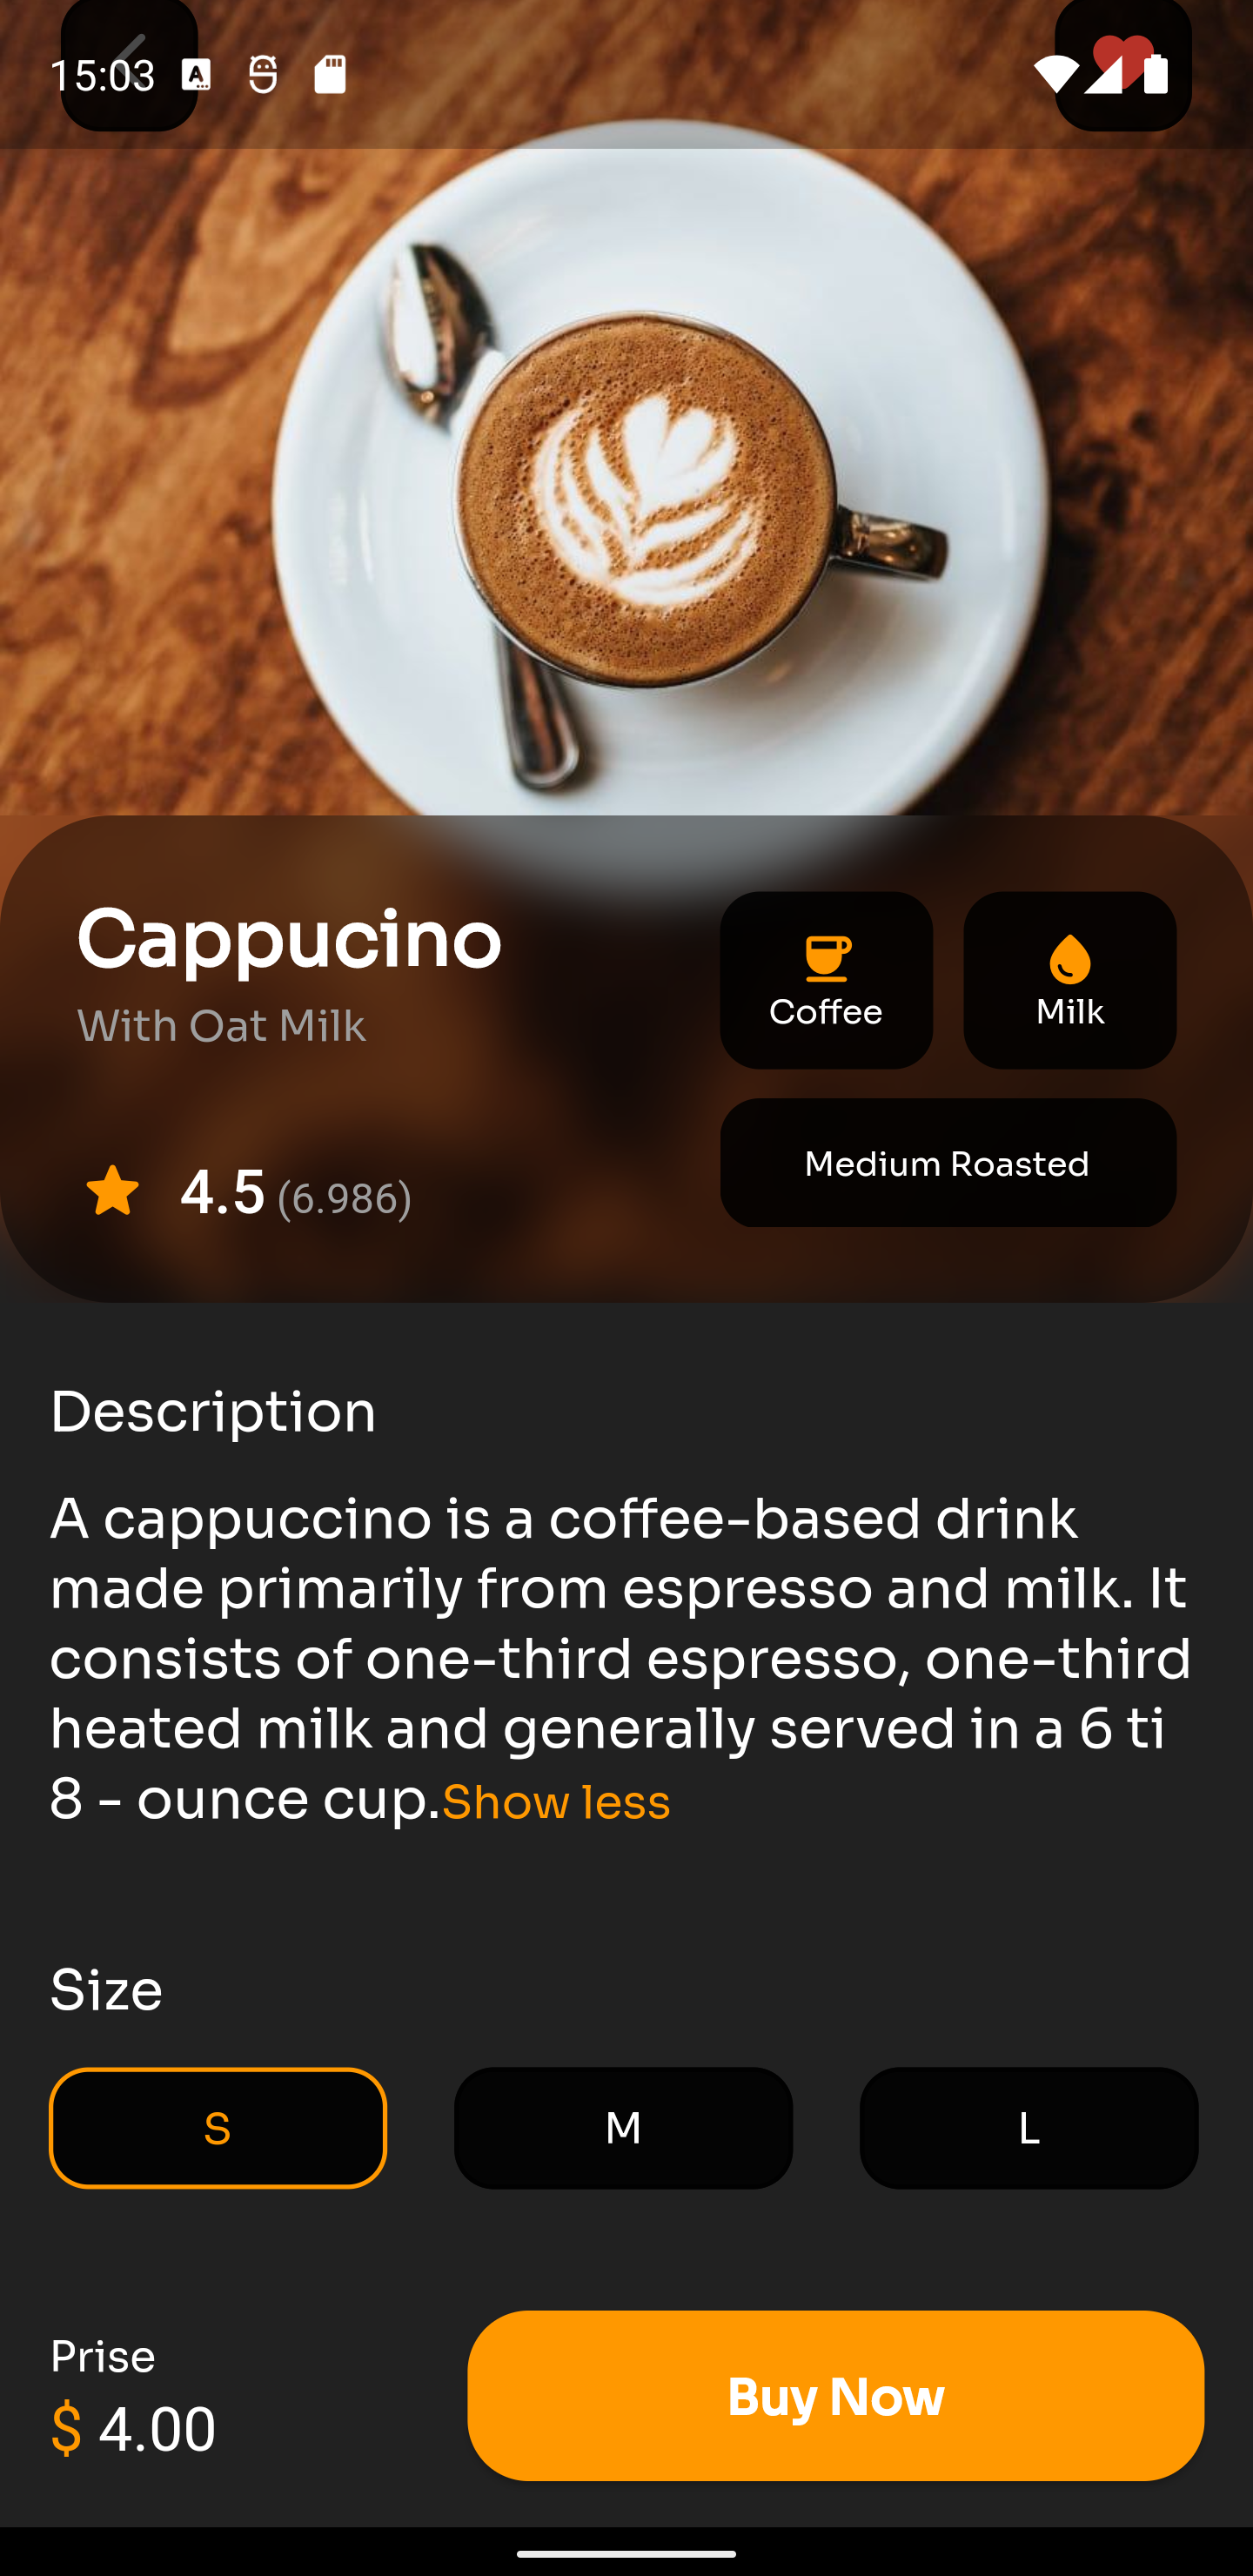 15:03
Cappucino
With Oat Milk
Coffee
Milk
4.5 (6.986)
Medium Roasted
Description
A cappuccino is a coffee-based drink
made primarily from espresso and milk. It
consists of one-third espresso, one-third
heated milk and generally served in a 6 ti
8 - ounce cup.Show less
Size
S
M
L
Prise
$ 4.00
Buy Now